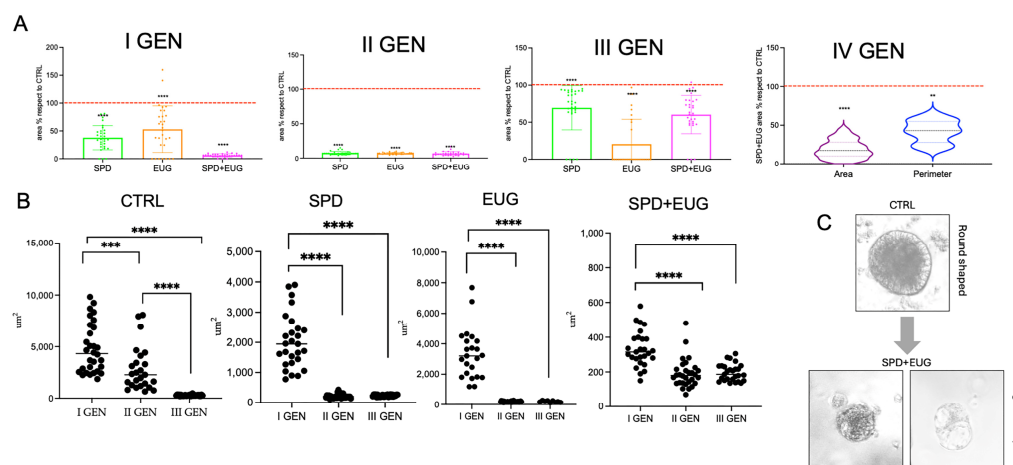 A
I GEN
II GEN
III GEN
IV GEN
area % respect to CTRL
200
150
100
50
0
****
****
****
SPD
EUG
SPD+EUG
area % respect to CTRL
150
100
50
0
****
****
****
SPD
EUG
SPD+EUG
area % respect to CTRL
150
100
50
0
****
****
****
SPD
EUG
SPD+EUG
SPD+EUG area % respect to CTRL
150
100
50
0
****
**
Area
Perimeter
B
CTRL
um²
15,000
10,000
5,000
0
****
***
****
I GEN
II GEN
III GEN
SPD
um²
5,000
4,000
3,000
2,000
1,000
0
****
****
I GEN
II GEN
III GEN
EUG
um²
10,000
8,000
6,000
4,000
2,000
0
****
****
I GEN
II GEN
III GEN
SPD+EUG
um²
1,000
800
600
400
200
0
****
****
I GEN
II GEN
III GEN
C
CTRL
Round shaped
SPD+EUG